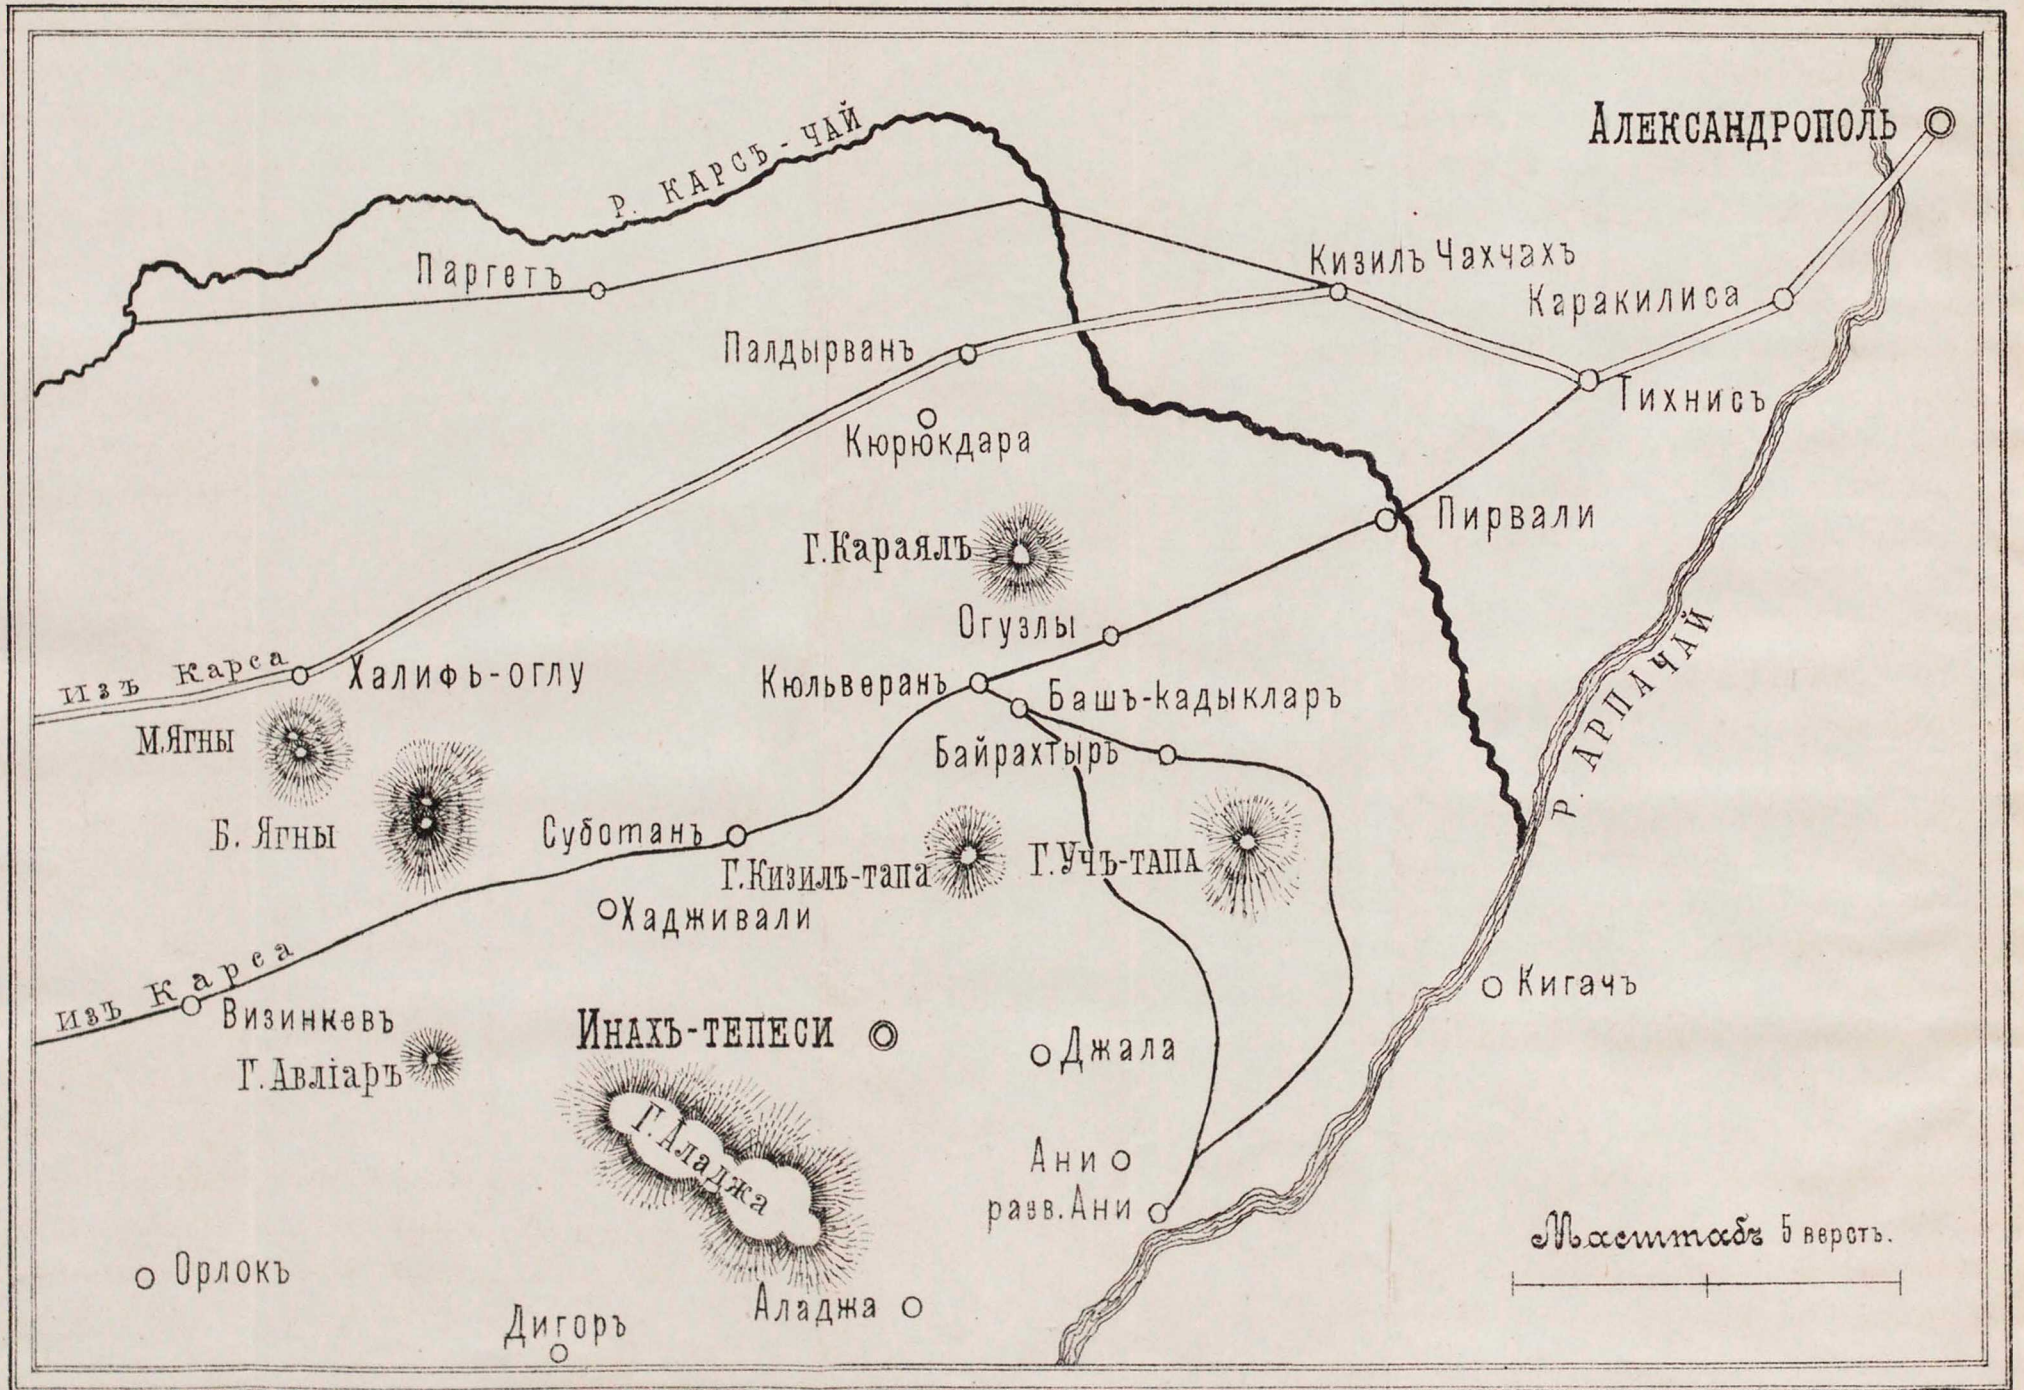 Александрополь
Р. Карсъ-Чай
Кизилъ Чахчахъ
Паргетъ
Каракилиса
Палдырванъ
Тихнисъ
Кюрюкдара
Пирвали
Г. Караялъ
Огузлы
Изъ Карса
Халифъ-оглу
Кюльверанъ
Башъ-кадыкларъ
Р. Арпачай
М. Ягны
Байрахтыръ
Б. Ягны
Суботанъ
Г. Кизилъ-тапа
Г. Учъ-тапа
Хадживали
Изъ Карса
Кигачъ
Визинкевъ
Инахъ-тепеси
Джала
Г. Авліаръ
Г. Аладжа
Ани
разв. Ани
Масштабъ 5 верстъ.
Орлокъ
Аладжа
Дигоръ